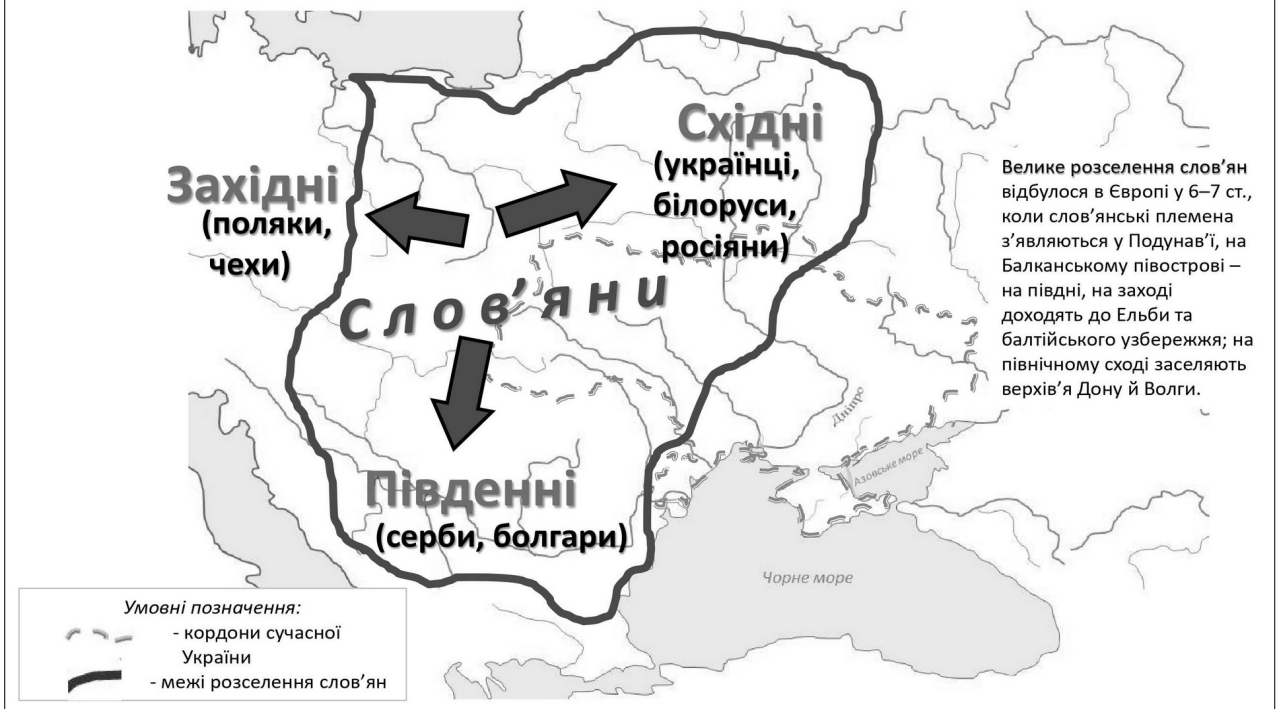 Західні
(поляки,
чехи)
Східні
(українці,
білоруси,
росіяни)
Слов’яни
Південні
(серби, болгари)
Дніпро
Азовське море
Чорне море
Велике розселення слов’ян
відбулося в Європі у 6–7 ст.,
коли слов’янські племена
з’являються у Подунав’ї, на
Балканському півострові –
на півдні, на заході
доходять до Ельби та
балтійського узбережжя; на
північному сході заселяють
верхів’я Дону й Волги.
Умовні позначення:
- кордони сучасної
України
- межі розселення слов’ян